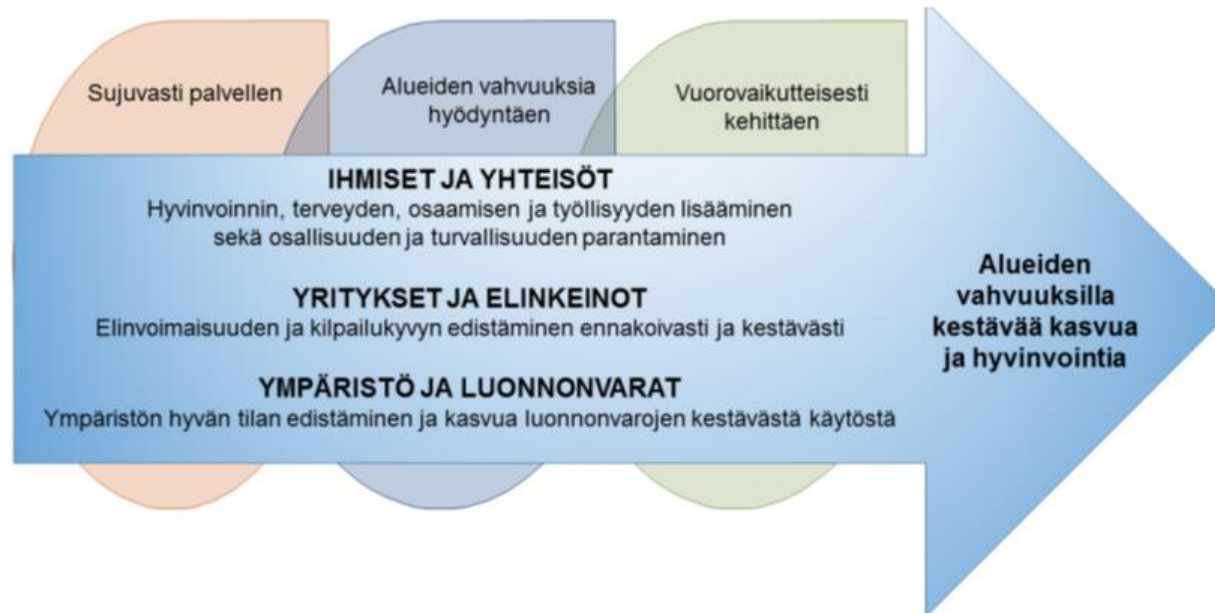 Sujuvasti palvellen
Alueiden vahvuuksia
hyödyntäen
Vuorovaikutteisesti
kehittäen
IHMISET JA YHTEISÖT
Hyvinvoinnin, terveyden, osaamisen ja työllisyyden lisääminen
sekä osallisuuden ja turvallisuuden parantaminen
YRITYKSET JA ELINKEINOT
Elinvoimaisuuden ja kilpailukyvyn edistäminen ennakoivasti ja kestävästi
YMPÄRISTÖ JA LUONNONVARAT
Ympäristön hyvän tilan edistäminen ja kasvua luonnonvarojen kestävästä käytöstä
Alueiden
vahvuuksilla
kestävää kasvua
ja hyvinvointia